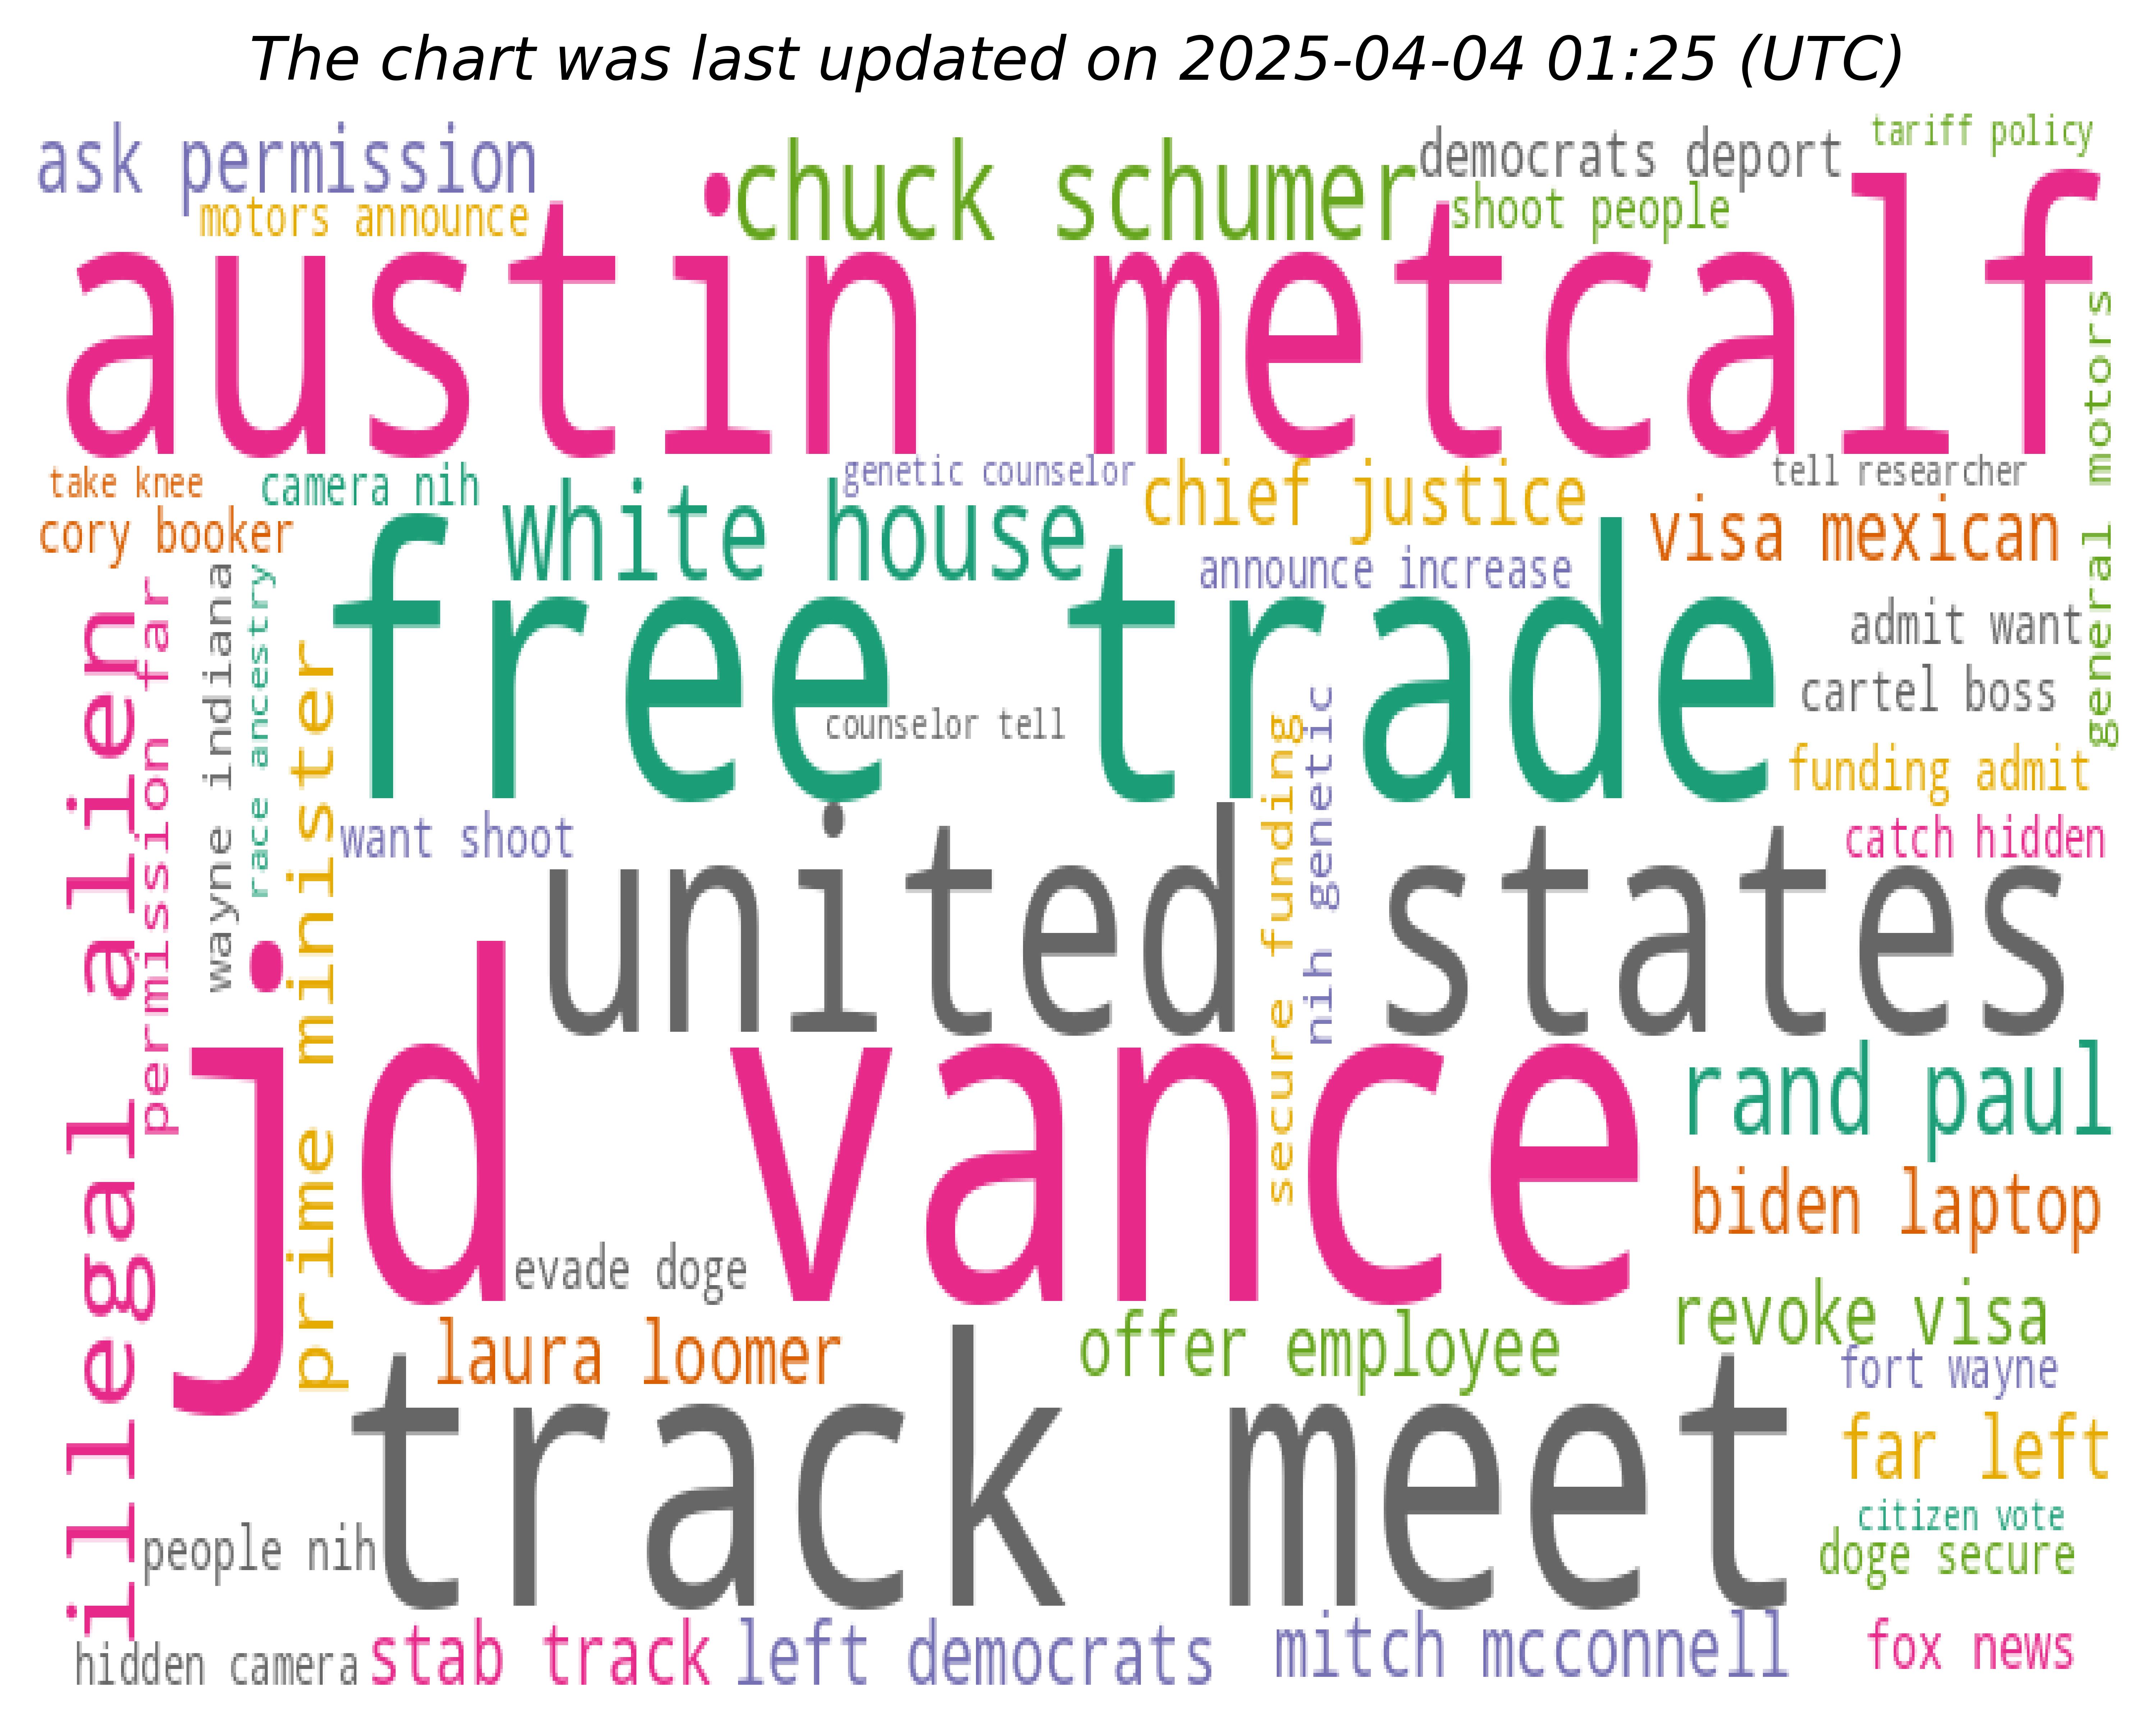 The chart was last updated on 2025-04-04 01:25 (UTC)
ask permission
chuck schumer
democrats deport
tariff policy
motors announce
shoot people
austin metcalf
general motors
take knee
camera nih
genetic counselor
chief justice
tell researcher
cory booker
white house
visa mexican
announce increase
free trade
admit want
cartel boss
counselor tell
funding admit
illegal alien
permission far
wayne indiana
race ancestry
prime minister
want shoot
catch hidden
united states
secure funding
nih genetic
jd vance
rand paul
biden laptop
evade doge
revoke visa
laura loomer
offer employee
fort wayne
track meet
far left
citizen vote
people nih
doge secure
hidden camera
stab track
left democrats
mitch mcconnell
fox news